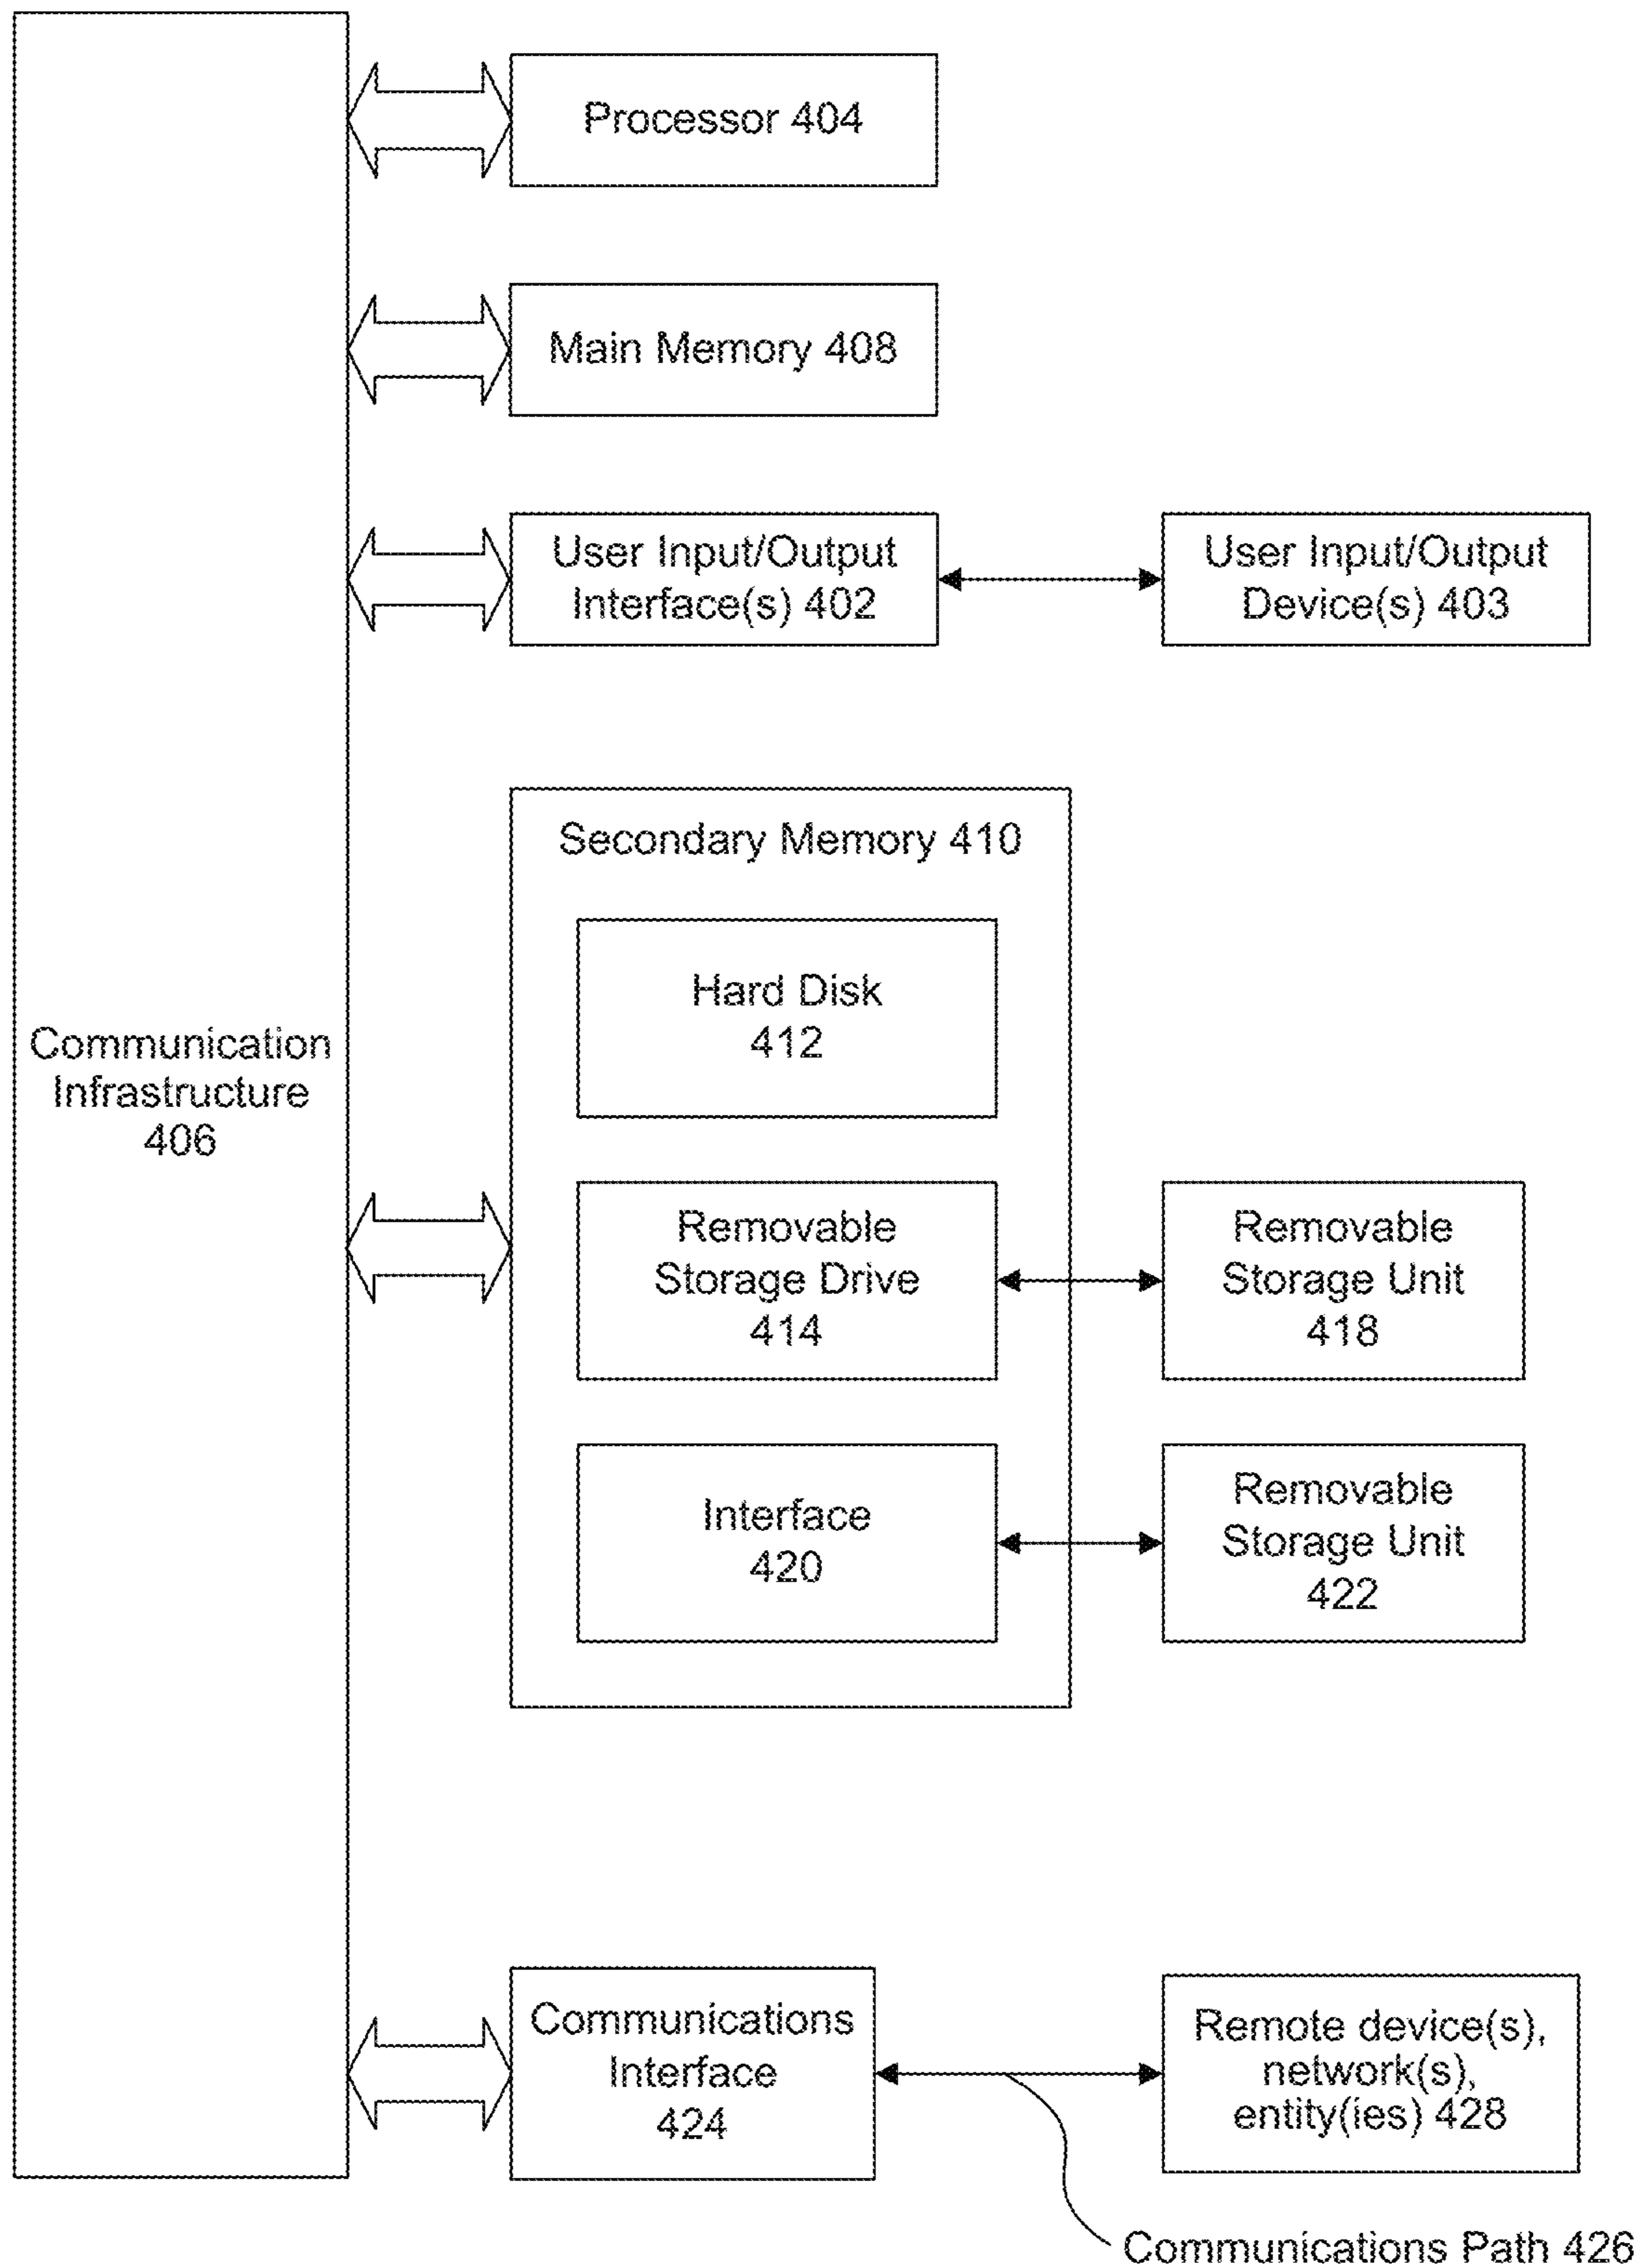 Processor 404
Main Memory 408
User Input/Output
Interface(s) 402
User Input/Output
Device(s) 403
Secondary Memory 410
Hard Disk
412
Communication
Infrastructure
406
Removable
Storage Drive
414
Removable
Storage Unit
418
Interface
420
Removable
Storage Unit
422
Communications
Interface
424
Remote device(s),
network(s),
entity(ies) 428
Communications Path 426